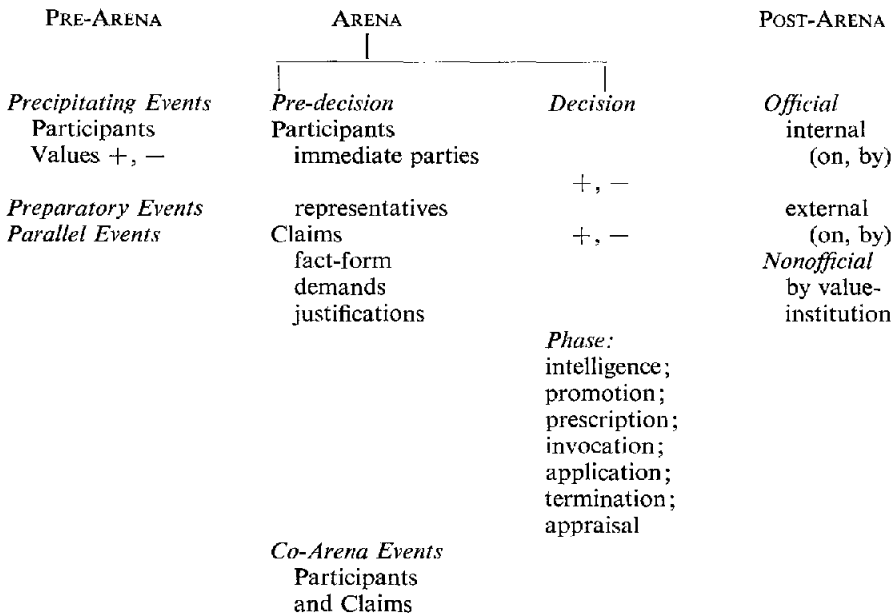 PRE-ARENA ARENA POST-ARENA
Precipitating Events Pre-decision Decision Official
Participants Participants internal
Values +, − immediate parties (on, by)
+, −
Preparatory Events representatives external
Parallel Events Claims +, − (on, by)
fact-form Nonofficial
demands by value-
justifications institution
Phase:
intelligence;
promotion;
prescription;
invocation;
application;
termination;
appraisal
Co-Arena Events
Participants
and Claims